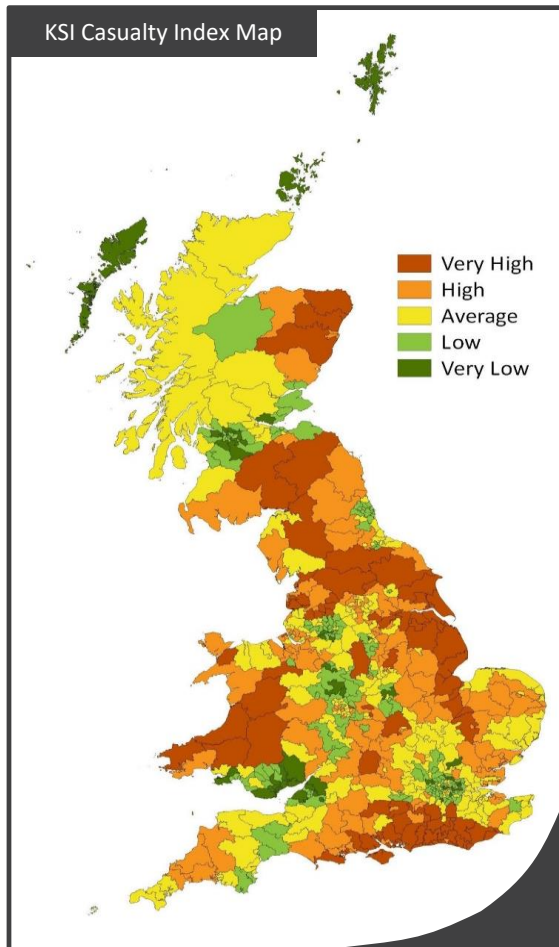 KSI Casualty Index Map
Very High
High
Average
Low
Very Low